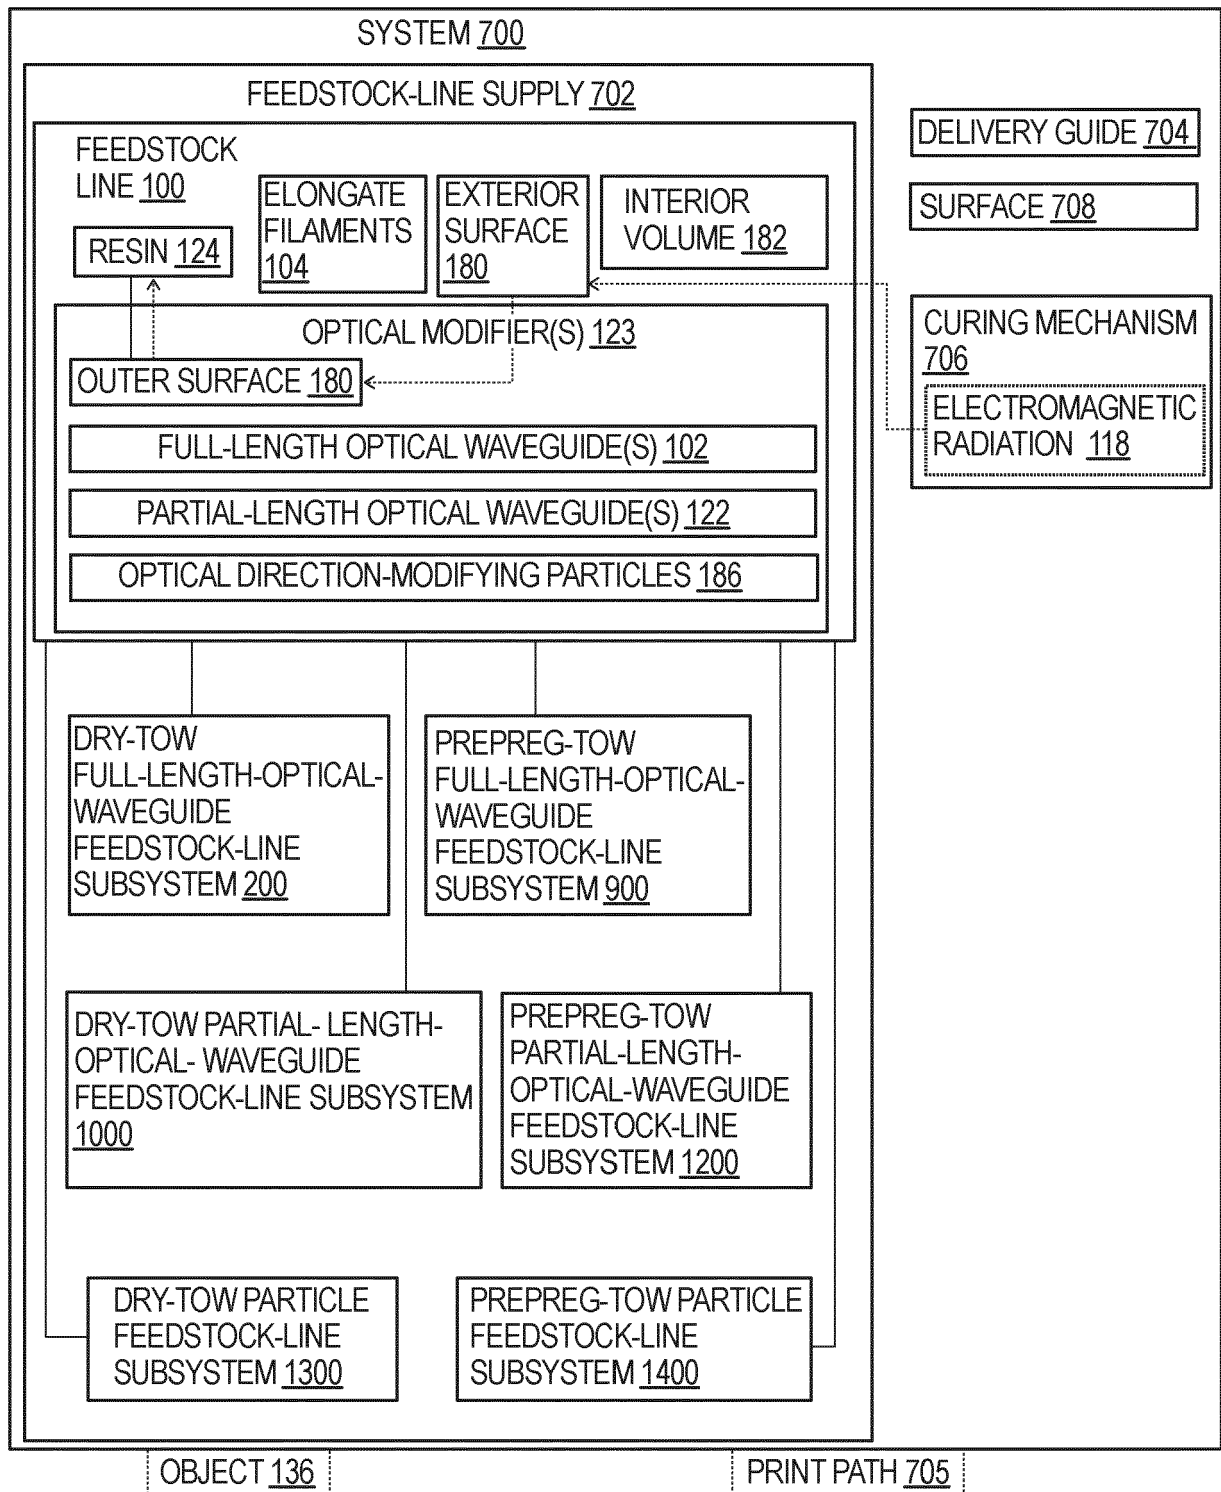 SYSTEM 700
FEEDSTOCK-LINE SUPPLY 702
FEEDSTOCK
LINE 100
RESIN 124
ELONGATE
FILAMENTS
104
EXTERIOR
SURFACE
180
INTERIOR
VOLUME 182
OPTICAL MODIFIER(S) 123
OUTER SURFACE 180
FULL-LENGTH OPTICAL WAVEGUIDE(S) 102
PARTIAL-LENGTH OPTICAL WAVEGUIDE(S) 122
OPTICAL DIRECTION-MODIFYING PARTICLES 186
DELIVERY GUIDE 704
SURFACE 708
CURING MECHANISM
706
ELECTROMAGNETIC
RADIATION 118
DRY-TOW
FULL-LENGTH-OPTICAL-
WAVEGUIDE
FEEDSTOCK-LINE
SUBSYSTEM 200
PREPREG-TOW
FULL-LENGTH-OPTICAL-
WAVEGUIDE
FEEDSTOCK-LINE
SUBSYSTEM 900
DRY-TOW PARTIAL- LENGTH-
OPTICAL- WAVEGUIDE
FEEDSTOCK-LINE SUBSYSTEM
1000
PREPREG-TOW
PARTIAL-LENGTH-
OPTICAL-WAVEGUIDE
FEEDSTOCK-LINE
SUBSYSTEM 1200
DRY-TOW PARTICLE
FEEDSTOCK-LINE
SUBSYSTEM 1300
PREPREG-TOW PARTICLE
FEEDSTOCK-LINE
SUBSYSTEM 1400
OBJECT 136
PRINT PATH 705